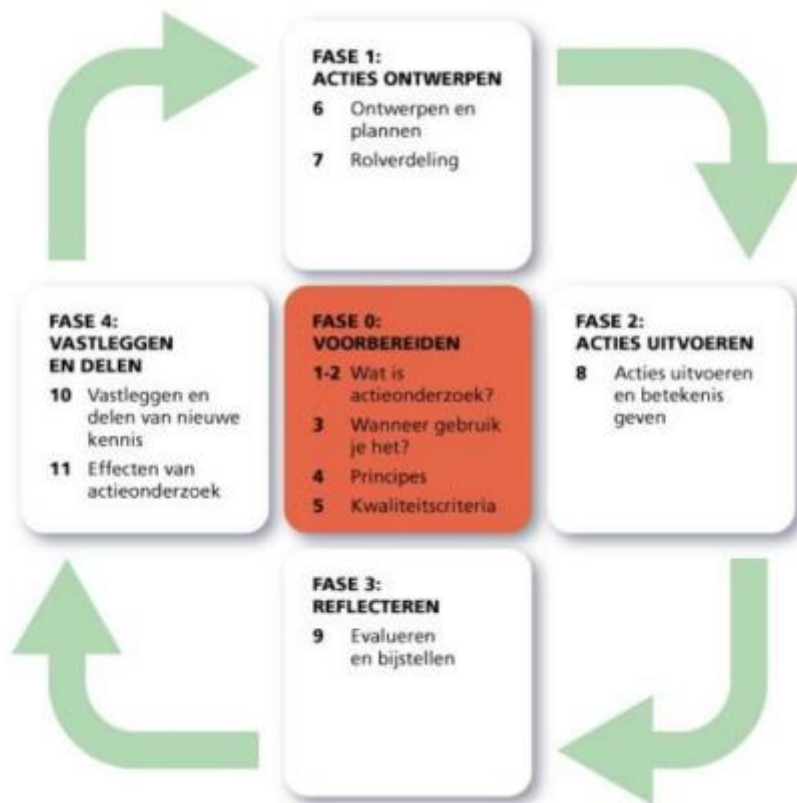 FASE 1:
ACTIES ONTWERPEN
6 Ontwerpen en
plannen
7 Rolverdeling
FASE 4:
VASTLEGGEN
EN DELEN
10 Vastleggen en
delen van nieuwe
kennis
11 Effecten van
actieonderzoek
FASE 0:
VOORBEREIDEN
1-2 Wat is
actieonderzoek?
3 Wanneer gebruik
je het?
4 Principes
5 Kwaliteitscriteria
FASE 2:
ACTIES UITVOEREN
8 Acties uitvoeren
en betekenis
geven
FASE 3:
REFLECTEREN
9 Evalueren
en bijstellen